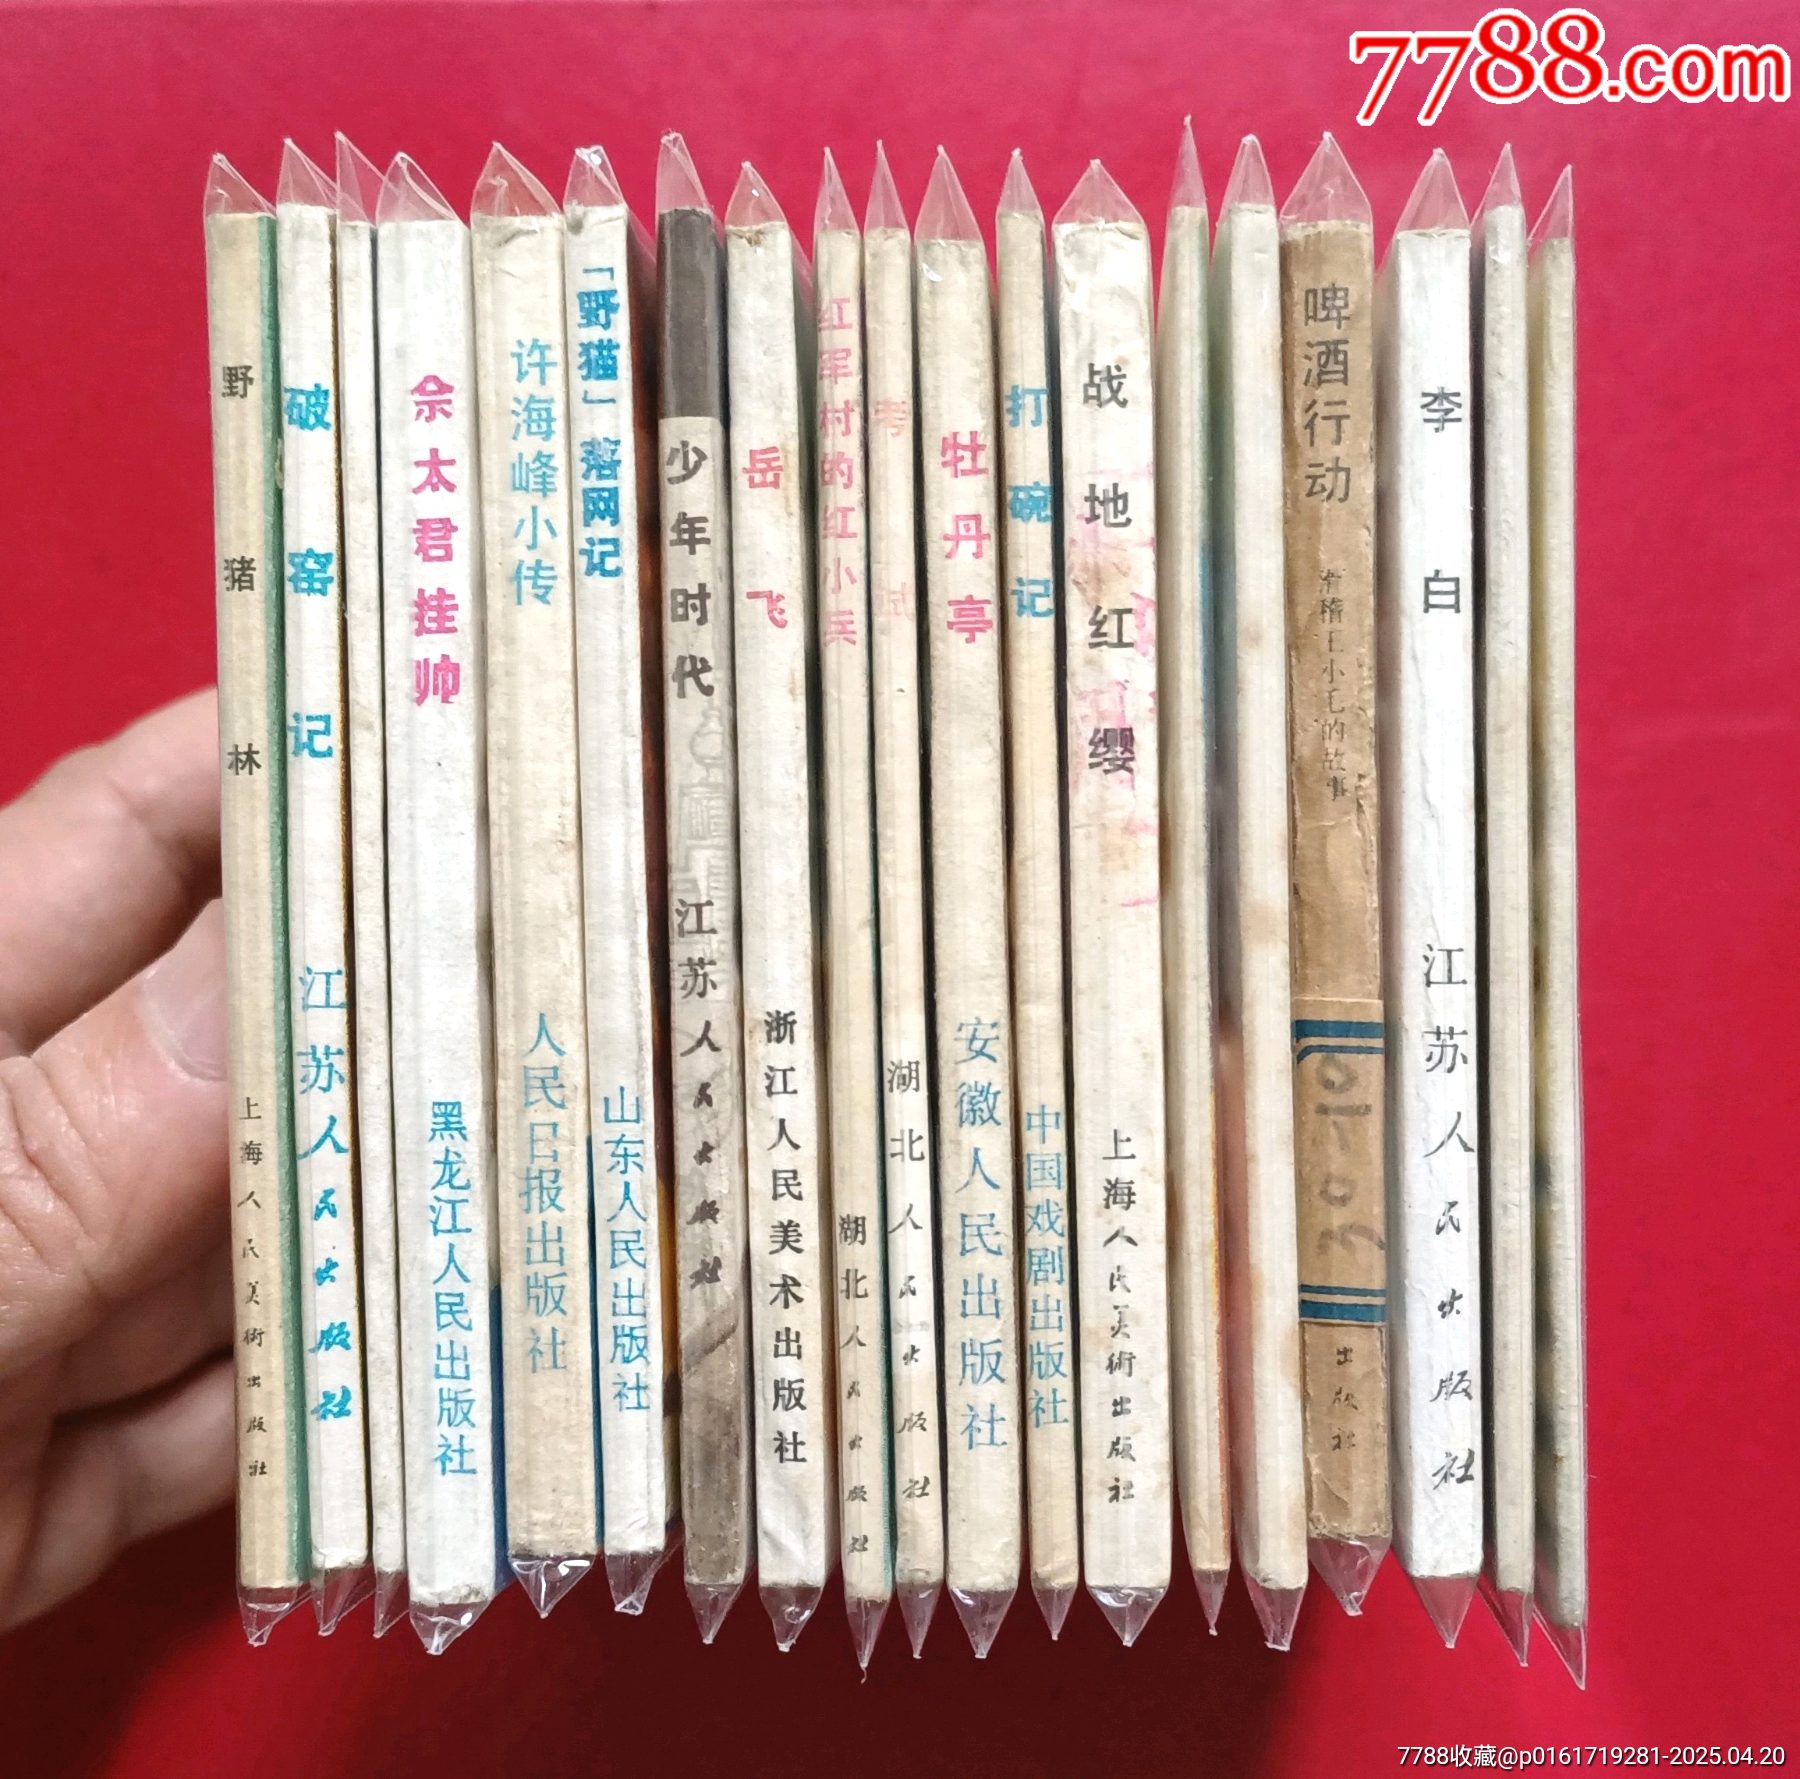 7788.com
野猪林
上海人民美術出版社
破窑记
江苏人民出版社
佘太君挂帅
黑龙江人民出版社
许海峰小传
人民日报出版社
「野猫」落网记
山东人民出版社
少年时代
江苏人民出版社
岳飞
浙江人民美术出版社
红军村的红小兵
湖北人民出版社
考试
湖北人民出版社
牡丹亭
安徽人民出版社
打碗记
中国戏剧出版社
战地红缨
上海人民美術出版社
啤酒行动
滑稽王小毛的故事
30-101
出版社
李白
江苏人民出版社
7788收藏@p0161719281-2025.04.20